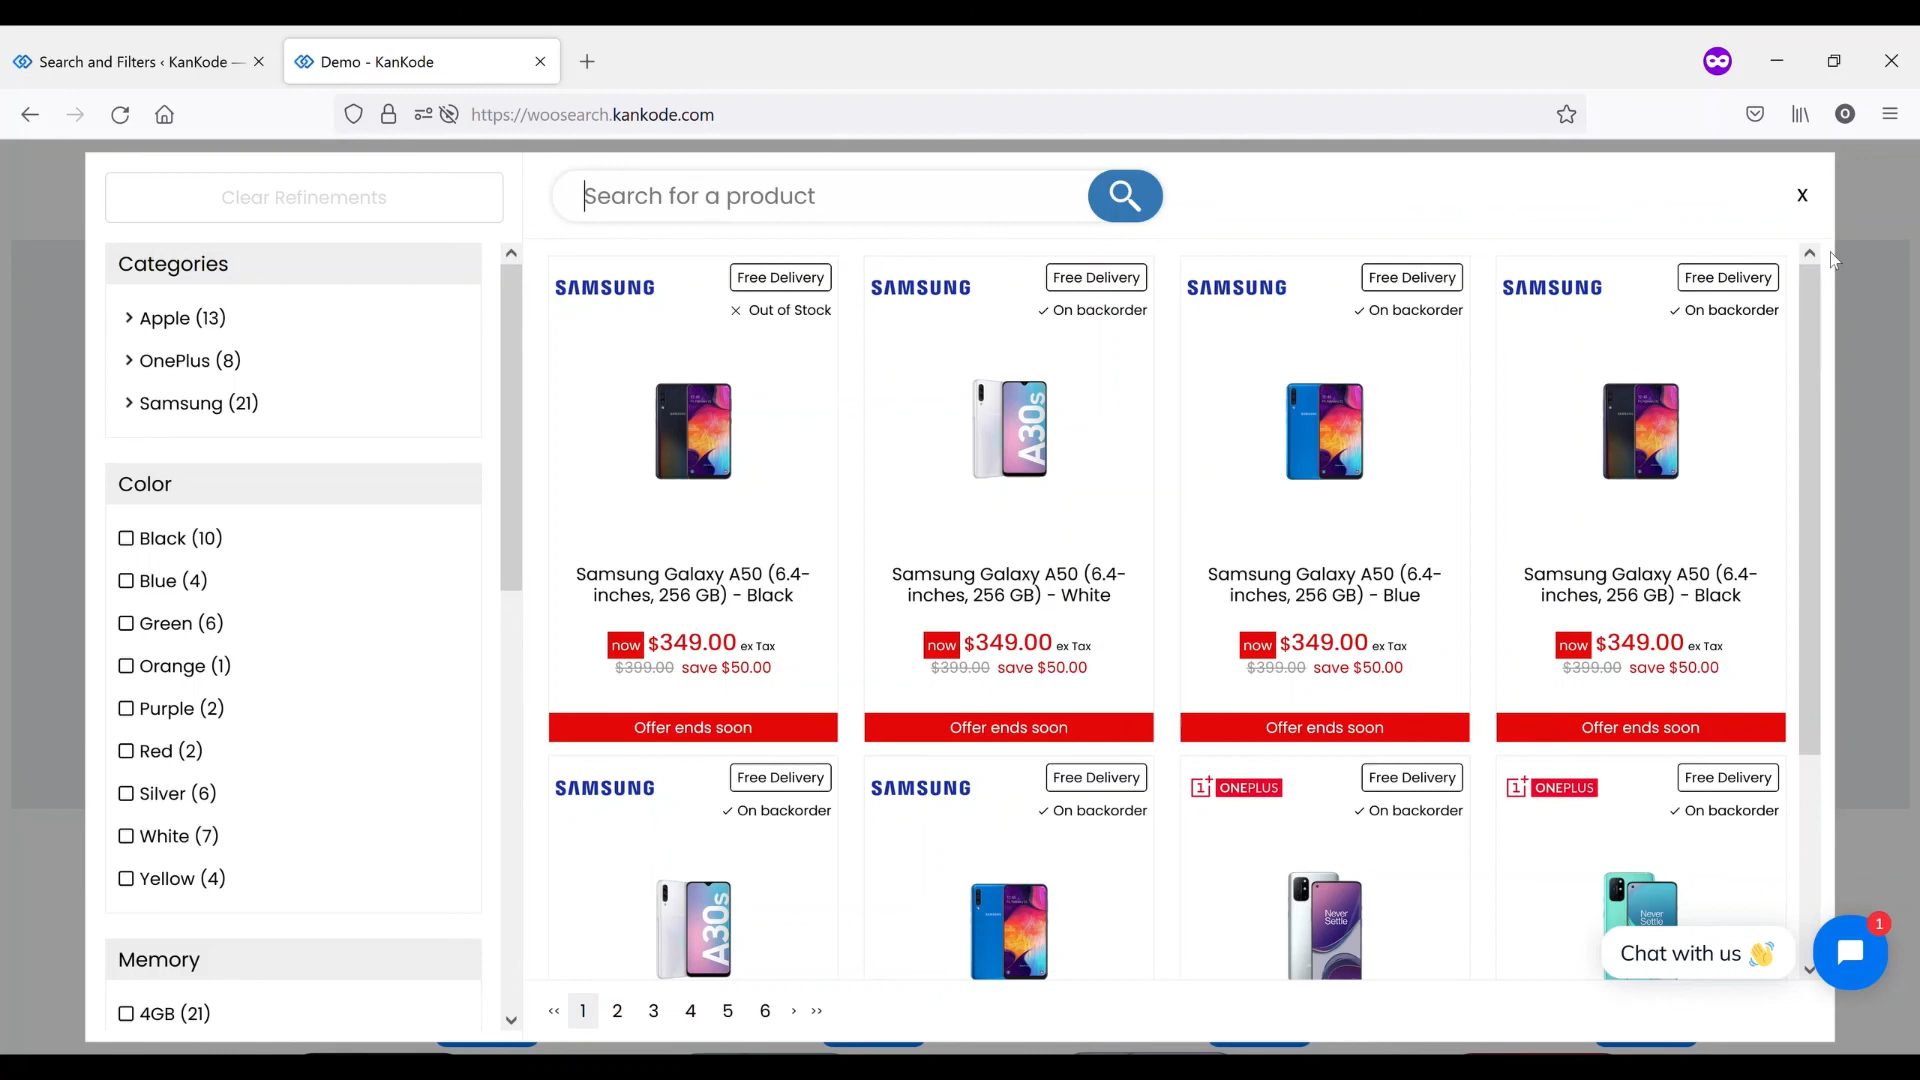 Search and Filters ‹ KanKode —
Demo - KanKode
https://woosearch.kankode.com
Clear Refinements
Search for a product
X
Categories
Apple (13)
OnePlus (8)
Samsung (21)
Color
Black (10)
Blue (4)
Green (6)
Orange (1)
Purple (2)
Red (2)
Silver (6)
White (7)
Yellow (4)
Memory
4GB (21)
SAMSUNG
Free Delivery
Out of Stock
Samsung Galaxy A50 (6.4-
inches, 256 GB) - Black
now $349.00 ex Tax
$399.00 save $50.00
Offer ends soon
SAMSUNG
Free Delivery
On backorder
A30s
Samsung Galaxy A50 (6.4-
inches, 256 GB) - White
now $349.00 ex Tax
$399.00 save $50.00
Offer ends soon
SAMSUNG
Free Delivery
On backorder
Samsung Galaxy A50 (6.4-
inches, 256 GB) - Blue
now $349.00 ex Tax
$399.00 save $50.00
Offer ends soon
SAMSUNG
Free Delivery
On backorder
Samsung Galaxy A50 (6.4-
inches, 256 GB) - Black
now $349.00 ex Tax
$399.00 save $50.00
Offer ends soon
SAMSUNG
Free Delivery
On backorder
A30s
SAMSUNG
Free Delivery
On backorder
1+ ONEPLUS
Free Delivery
On backorder
Never
Settle
1+ ONEPLUS
Free Delivery
On backorder
Never
Settle
Chat with us 👋
1
‹‹ 1 2 3 4 5 6 › ››